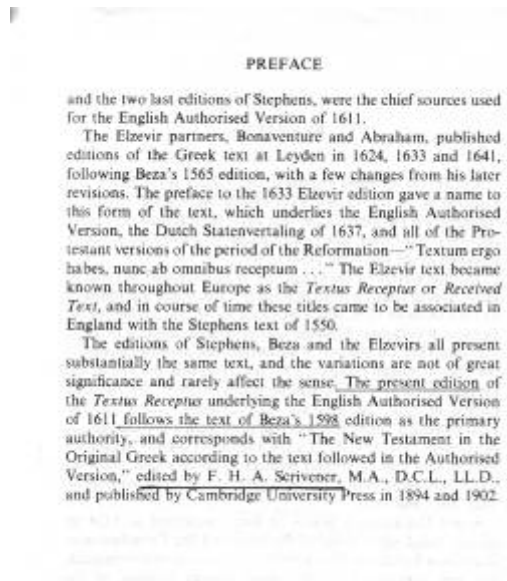 PREFACE
and the two last editions of Stephens, were the chief sources used
for the English Authorised Version of 1611.
The Elzevir partners, Bonaventure and Abraham, published
editions of the Greek text at Leyden in 1624, 1633 and 1641,
following Beza's 1565 edition, with a few changes from his later
revisions. The preface to the 1633 Elzevir edition gave a name to
this form of the text, which underlies the English Authorised
Version, the Dutch Statenvertaling of 1637, and all of the Pro-
testant versions of the period of the Reformation—"Textum ergo
habes, nunc ab omnibus receptum ..." The Elzevir text became
known throughout Europe as the Textus Receptus or Received
Text, and in course of time these titles came to be associated in
England with the Stephens text of 1550.
The editions of Stephens, Beza and the Elzevirs all present
substantially the same text, and the variations are not of great
significance and rarely affect the sense. The present edition of
the Textus Receptus underlying the English Authorised Version
of 1611 follows the text of Beza's 1598 edition as the primary
authority, and corresponds with "The New Testament in the
Original Greek according to the text followed in the Authorised
Version," edited by F. H. A. Scrivener, M.A., D.C.L., LL.D.,
and published by Cambridge University Press in 1894 and 1902.